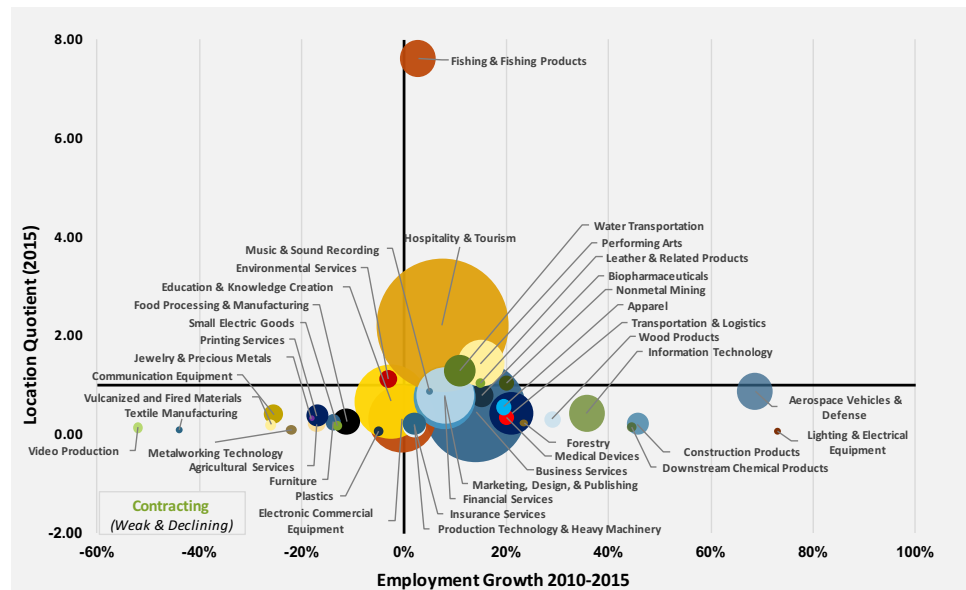 8.00
Fishing & Fishing Products
6.00
4.00
Water Transportation
Hospitality & Tourism
Performing Arts
Music & Sound Recording
Leather & Related Products
Environmental Services
Biopharmaceuticals
Education & Knowledge Creation
Nonmetal Mining
Food Processing & Manufacturing
Apparel
Small Electric Goods
Transportation & Logistics
2.00
Printing Services
Wood Products
Jewelry & Precious Metals
Information Technology
Communication Equipment
Vulcanized and Fired Materials
Textile Manufacturing
Aerospace Vehicles &
Defense
0.00
Lighting & Electrical
Equipment
Video Production
Metalworking Technology
Forestry
Construction Products
Agricultural Services
Medical Devices
Downstream Chemical Products
Furniture
Business Services
Plastics
Marketing, Design, & Publishing
Financial Services
Electronic Commercial
Equipment
Insurance Services
Production Technology & Heavy Machinery
Contracting
(Weak & Declining)
-2.00
-60%
-40%
-20%
0%
20%
40%
60%
80%
100%
Employment Growth 2010-2015
Location Quotient (2015)